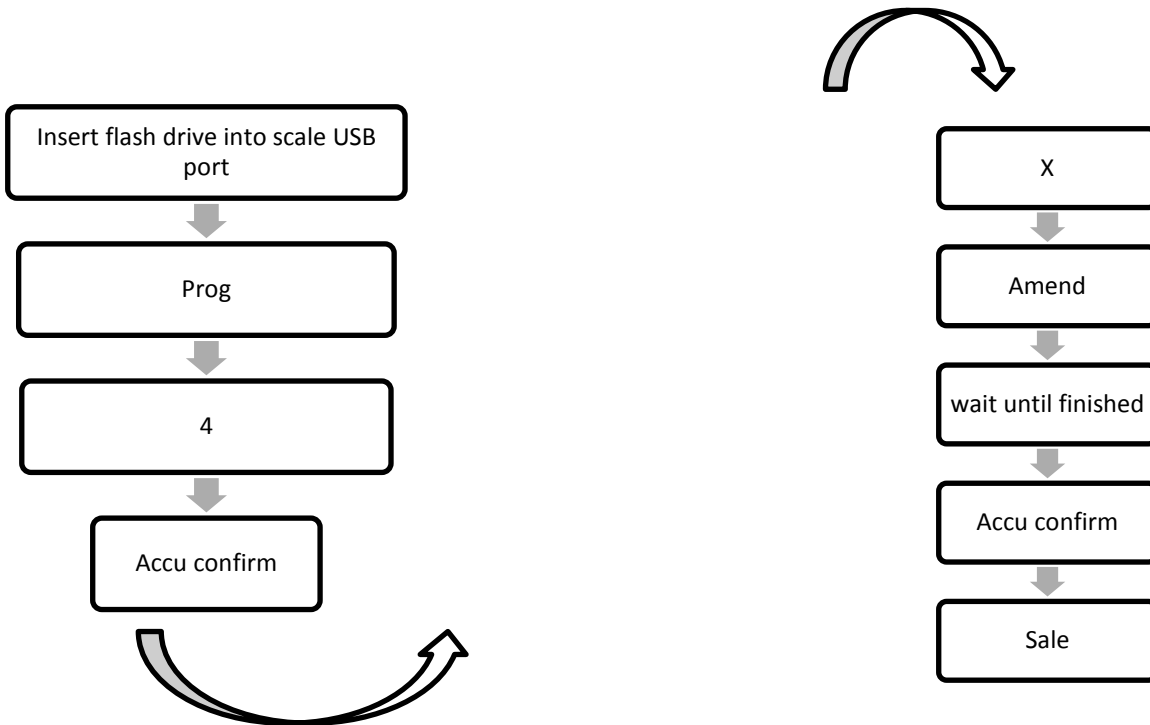 Insert flash drive into scale USB
port
Prog
4
Accu confirm
X
Amend
wait until finished
Accu confirm
Sale